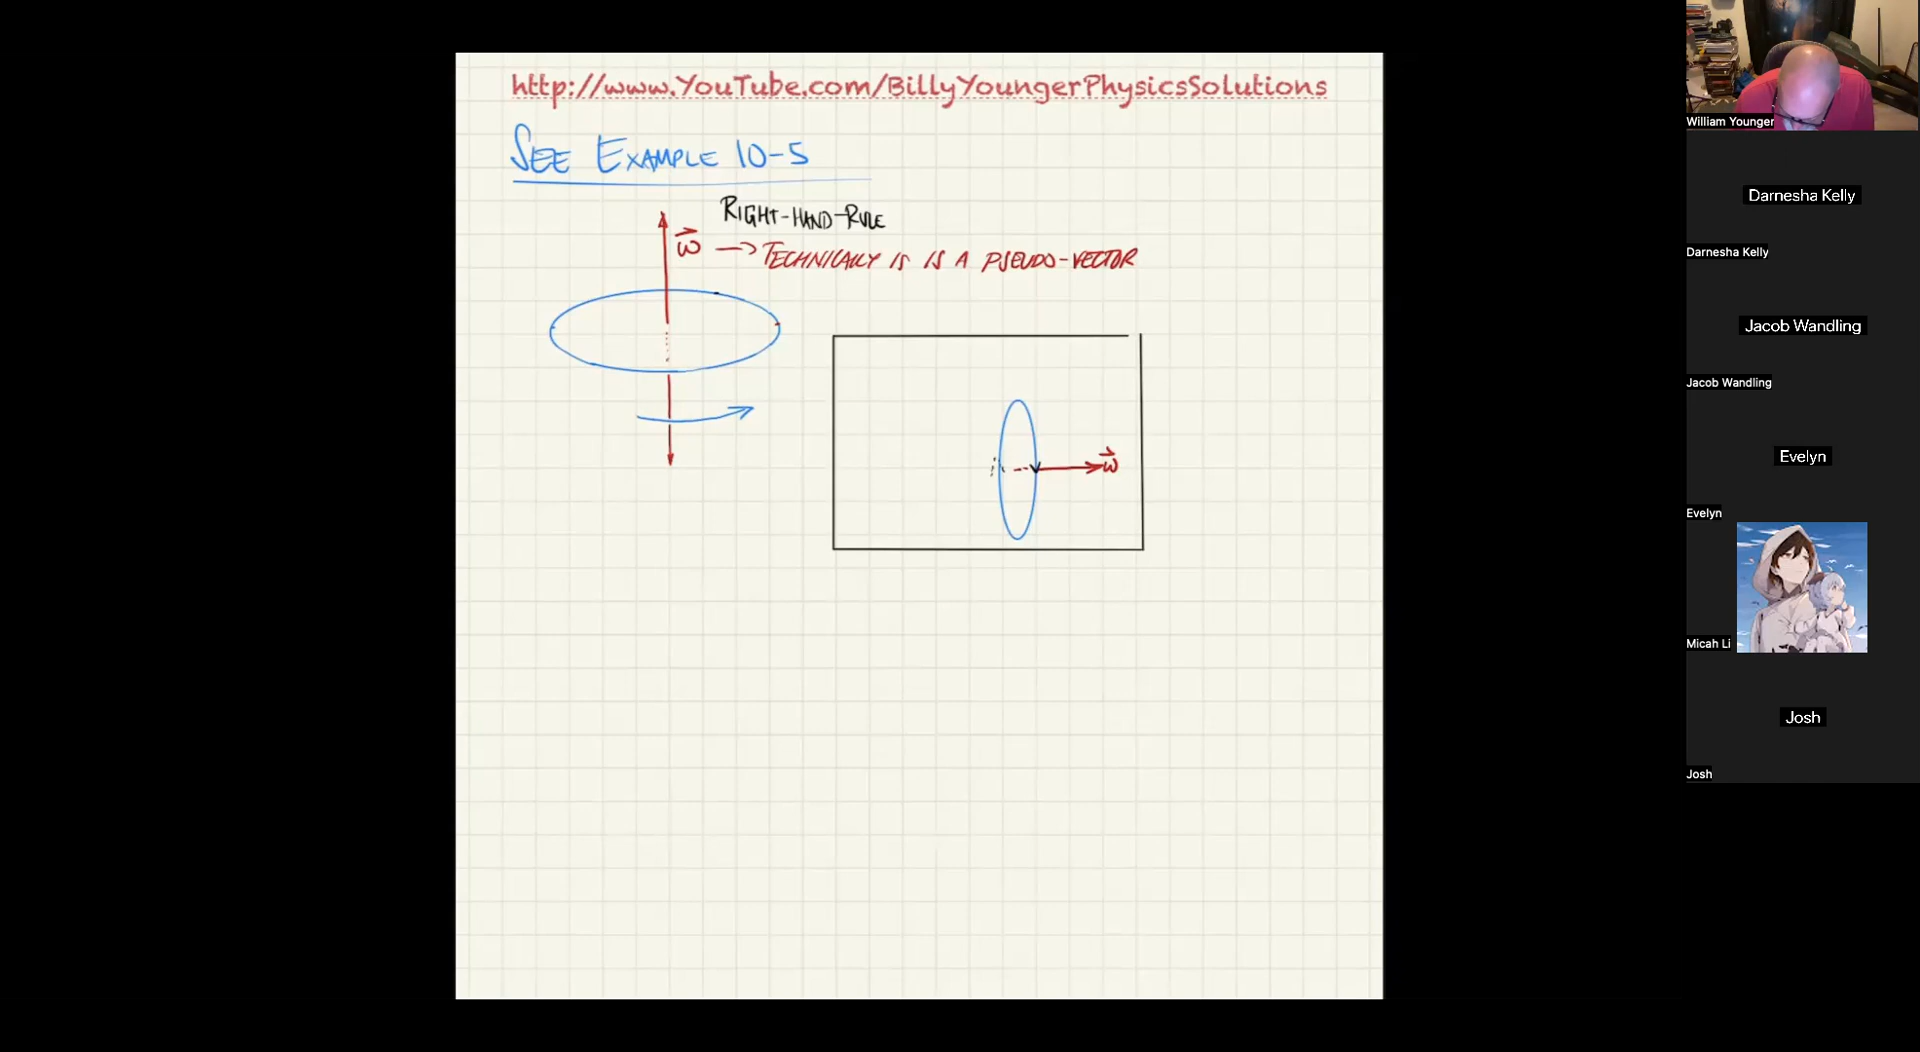 http://www.YouTube.com/BillyYoungerPhysicsSolutions
SEE EXAMPLE 10-5
RIGHT-HAND-RULE
ω⃗ → TECHNICALLY IS IS A PSEUDO-VECTOR
ω⃗
William Younger
Darnesha Kelly
Darnesha Kelly
Jacob Wandling
Jacob Wandling
Evelyn
Evelyn
Micah Li
Josh
Josh